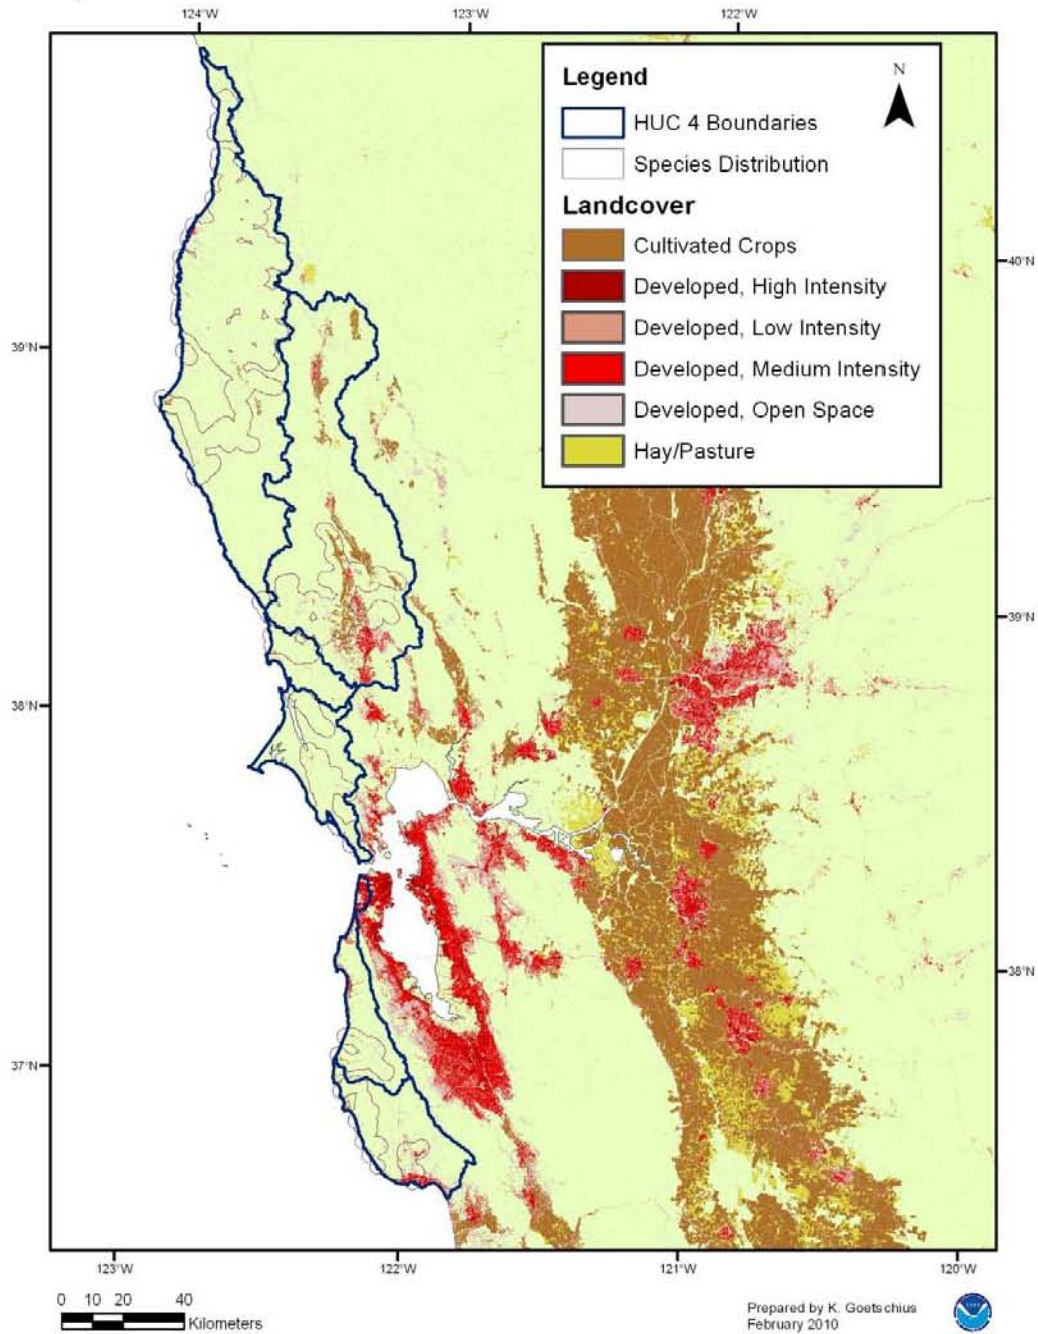 124°W
123°W
122°W
Legend
N
HUC 4 Boundaries
Species Distribution
Landcover
Cultivated Crops
Developed, High Intensity
Developed, Low Intensity
Developed, Medium Intensity
Developed, Open Space
Hay/Pasture
40°N
39°N
39°N
38°N
38°N
37°N
123°W
122°W
121°W
120°W
0 10 20 40
Kilometers
Prepared by K. Goetschius
February 2010